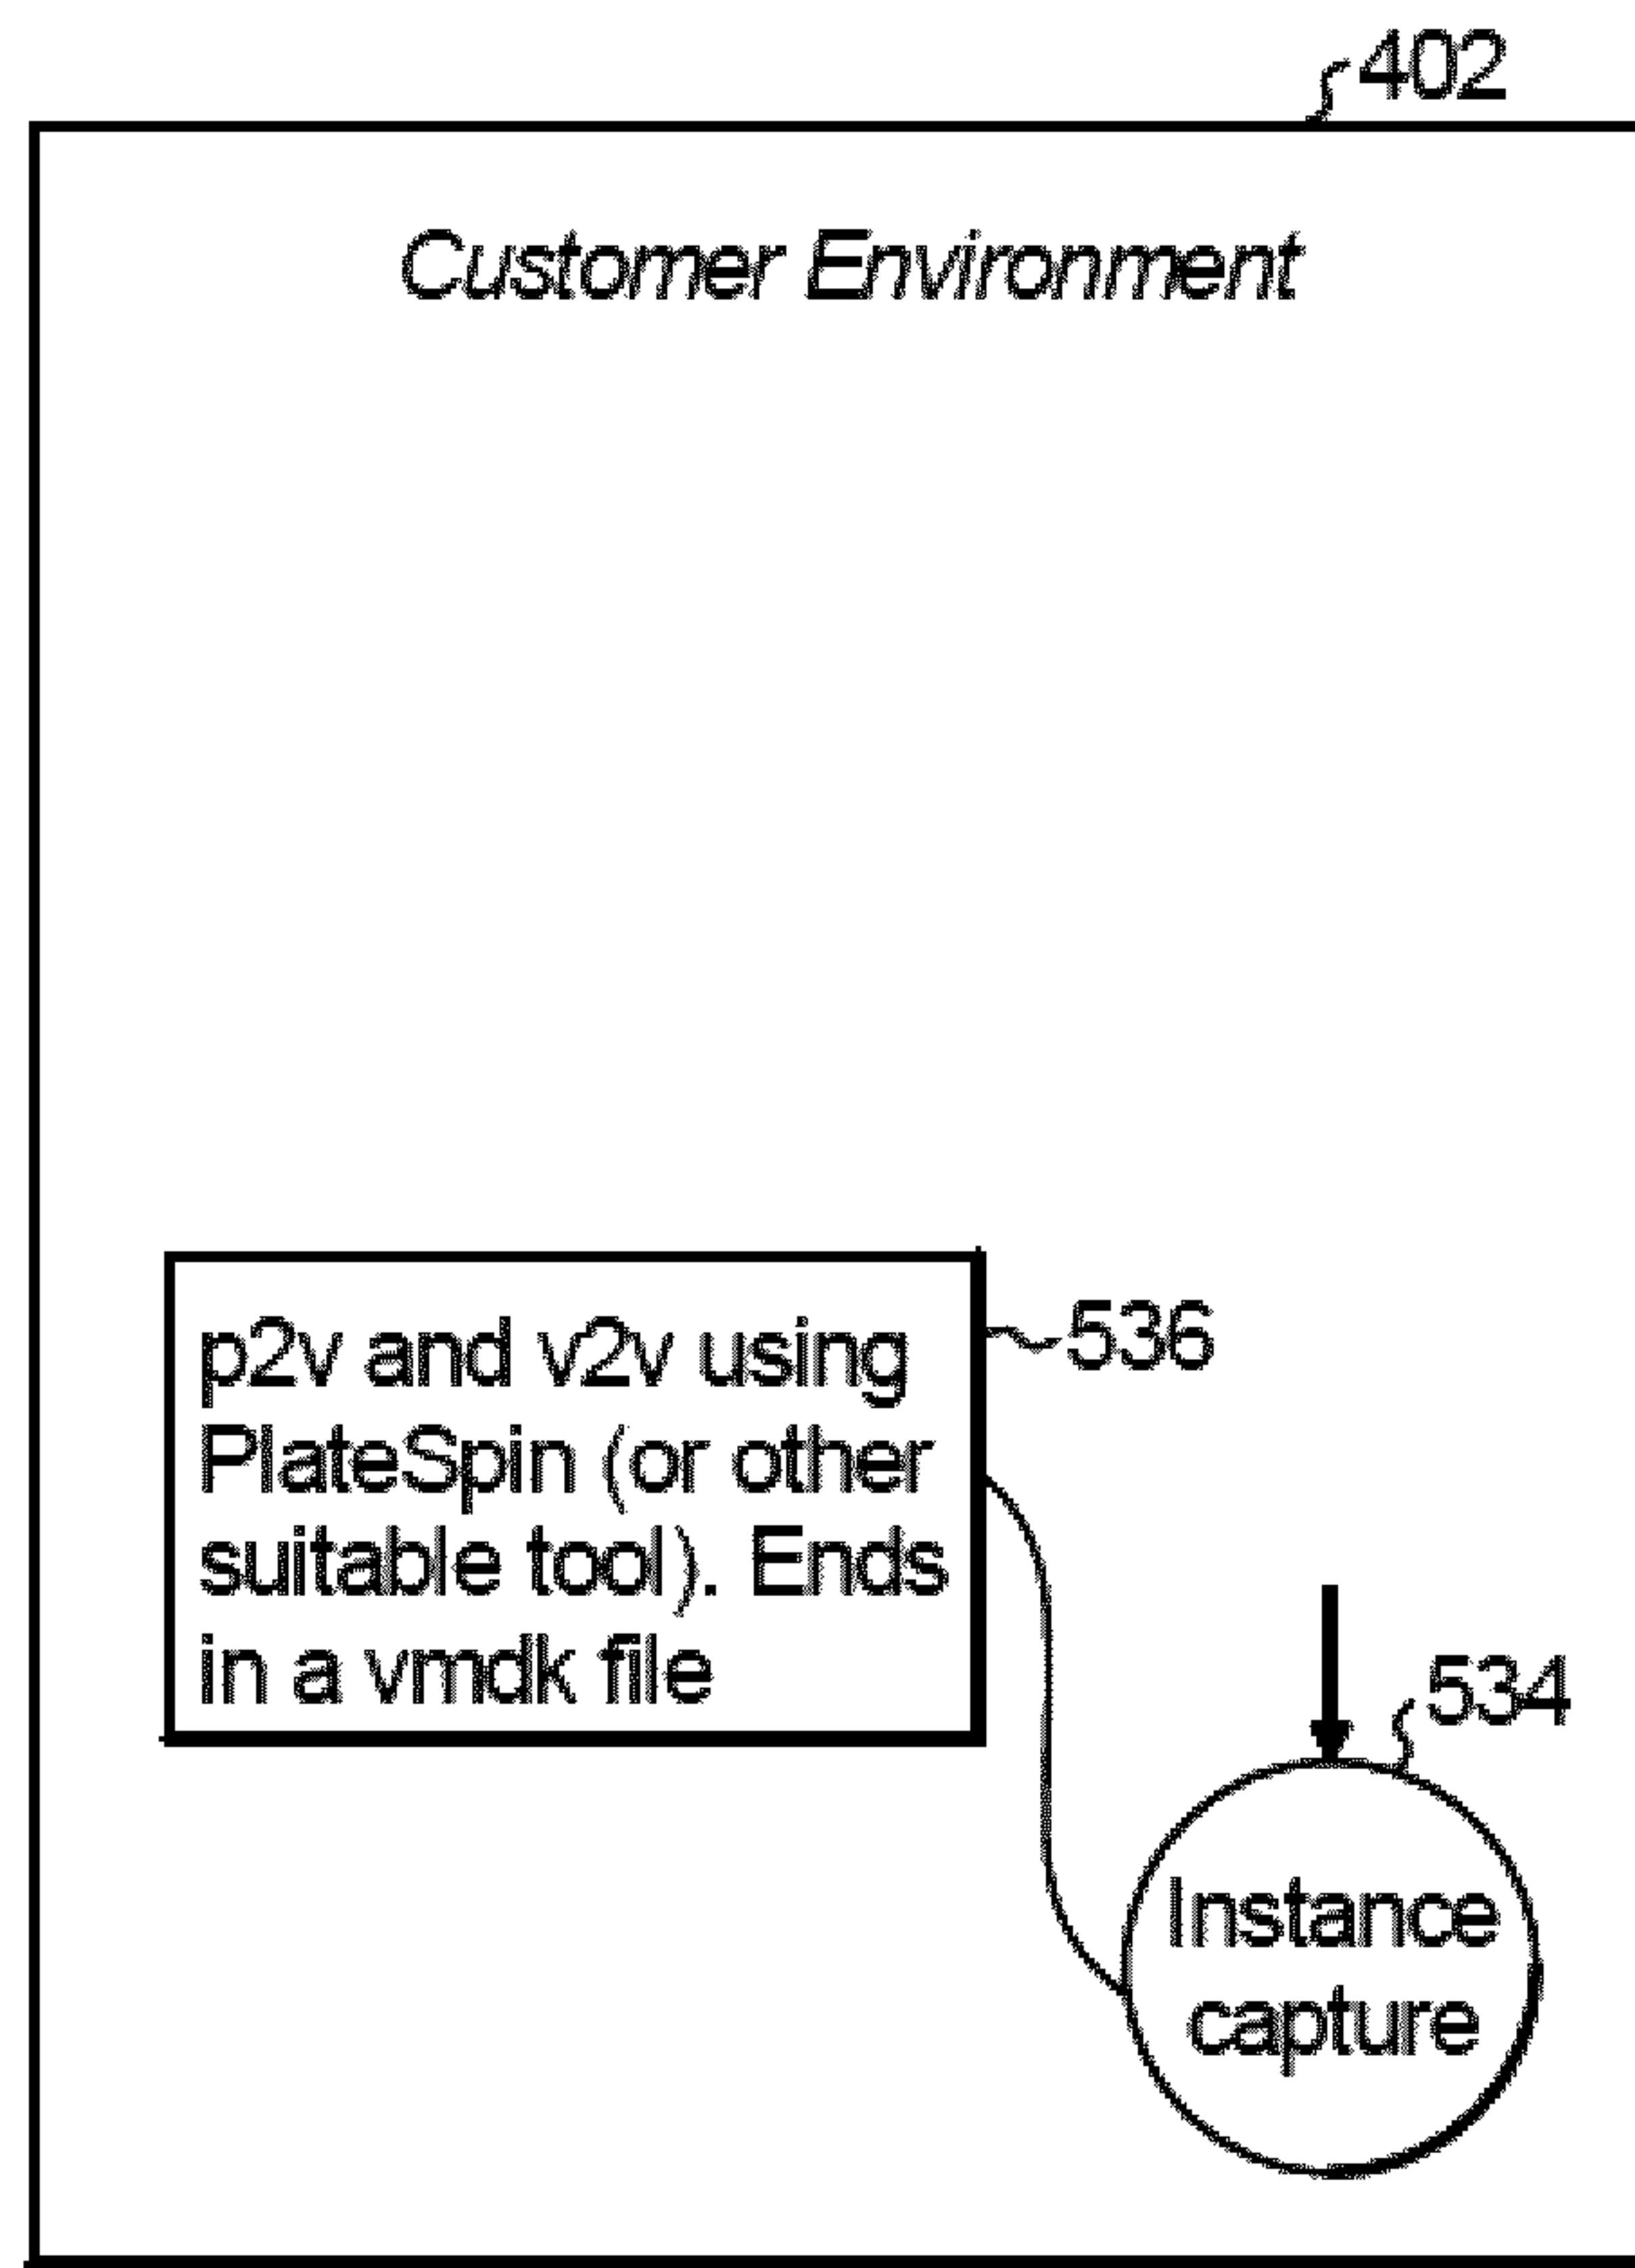 402
Customer Environment
p2v and v2v using
PlateSpin (or other
suitable tool). Ends
in a vmdk file
536
534
Instance
capture